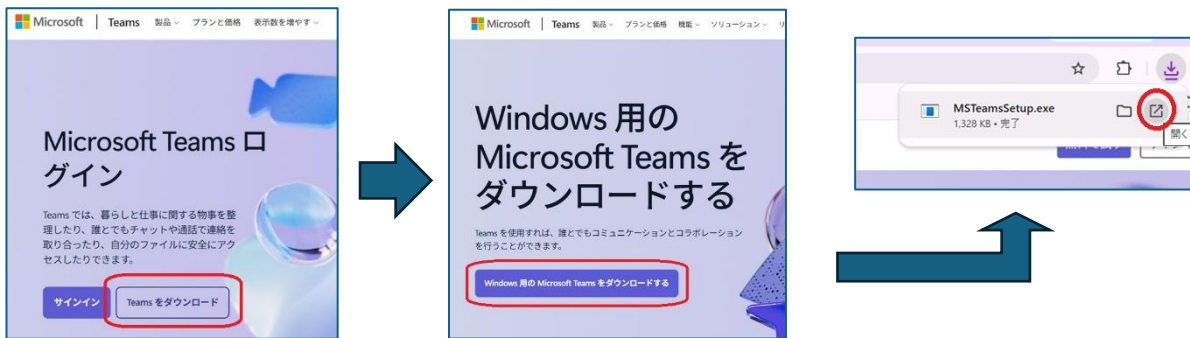 Microsoft | Teams 製品 プランと価格 表示数を増やす
Microsoft Teams ロ
グイン
Teams では、暮らしと仕事に関する物事を整
理したり、誰とでもチャットや通話で連絡を
取り合ったり、自分のファイルに安全にアク
セスしたりできます。
サインイン
Teams をダウンロード
Microsoft | Teams 製品 プランと価格 機能 ソリューション リ
Windows 用の
Microsoft Teams を
ダウンロードする
Teams を使用すれば、誰とでもコミュニケーションとコラボレーション
を行うことができます。
Windows 用の Microsoft Teams をダウンロードする
MSTeamsSetup.exe
1,328 KB • 完了
開く